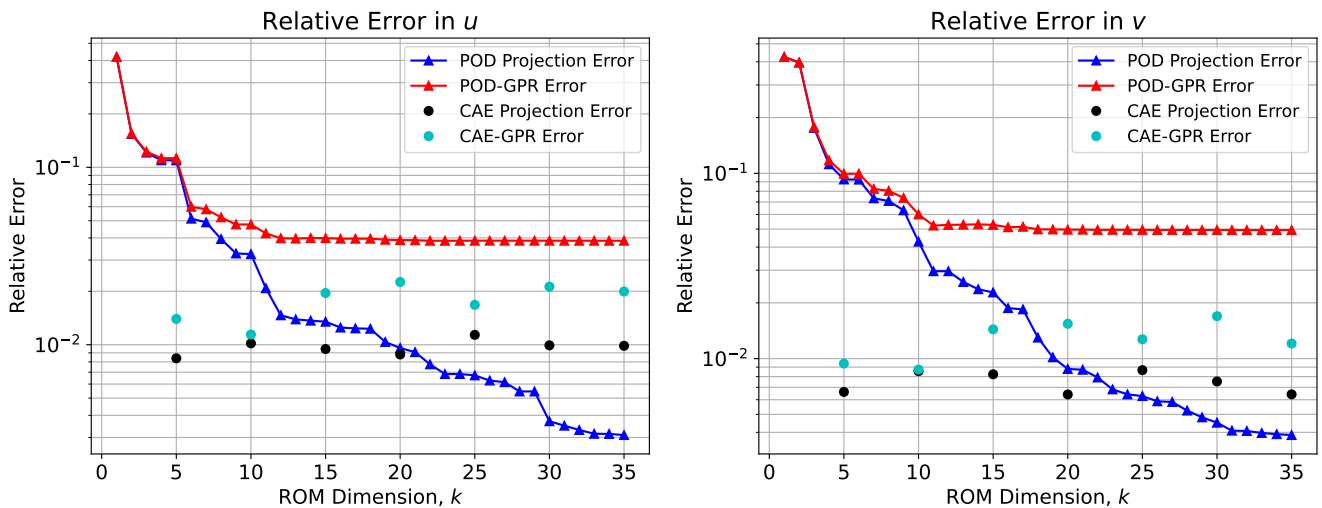 Relative Error in u
Relative Error
10⁻¹
10⁻²
POD Projection Error
POD-GPR Error
CAE Projection Error
CAE-GPR Error
0 5 10 15 20 25 30 35
ROM Dimension, k
Relative Error in v
Relative Error
10⁻¹
10⁻²
POD Projection Error
POD-GPR Error
CAE Projection Error
CAE-GPR Error
0 5 10 15 20 25 30 35
ROM Dimension, k